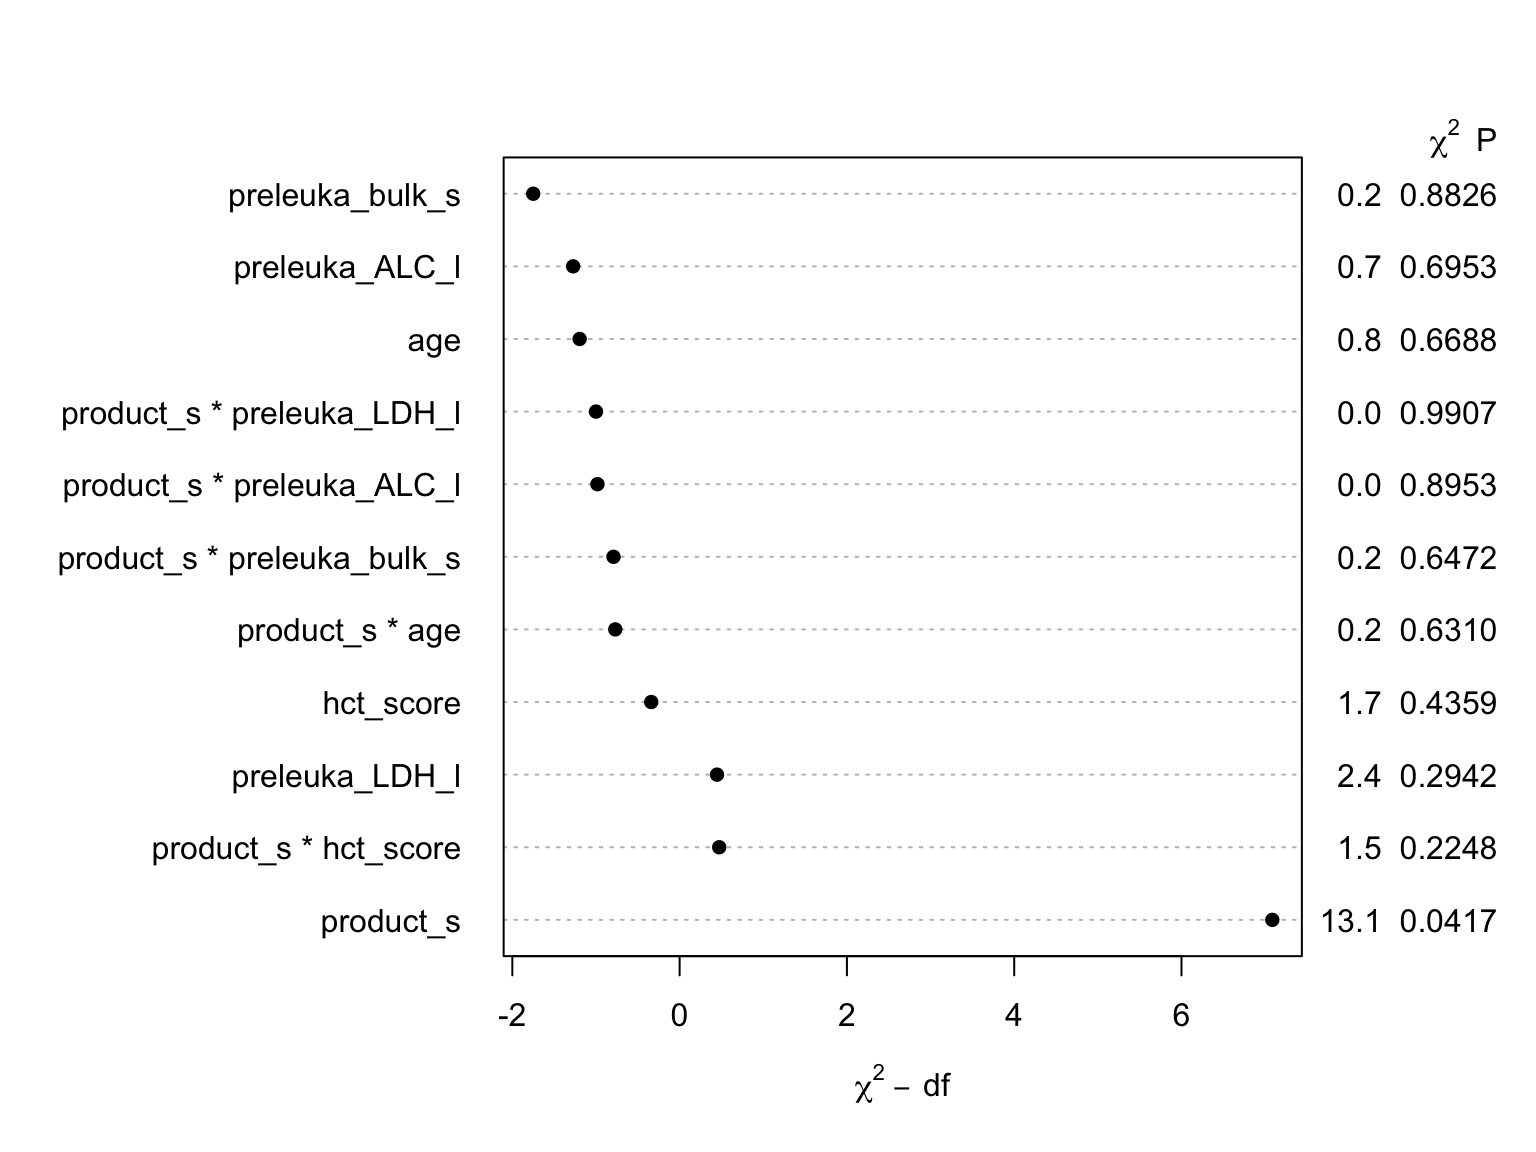 χ² P
preleuka_bulk_s 0.2 0.8826
preleuka_ALC_l 0.7 0.6953
age 0.8 0.6688
product_s * preleuka_LDH_l 0.0 0.9907
product_s * preleuka_ALC_l 0.0 0.8953
product_s * preleuka_bulk_s 0.2 0.6472
product_s * age 0.2 0.6310
hct_score 1.7 0.4359
preleuka_LDH_l 2.4 0.2942
product_s * hct_score 1.5 0.2248
product_s 13.1 0.0417
-2 0 2 4 6
χ² − df